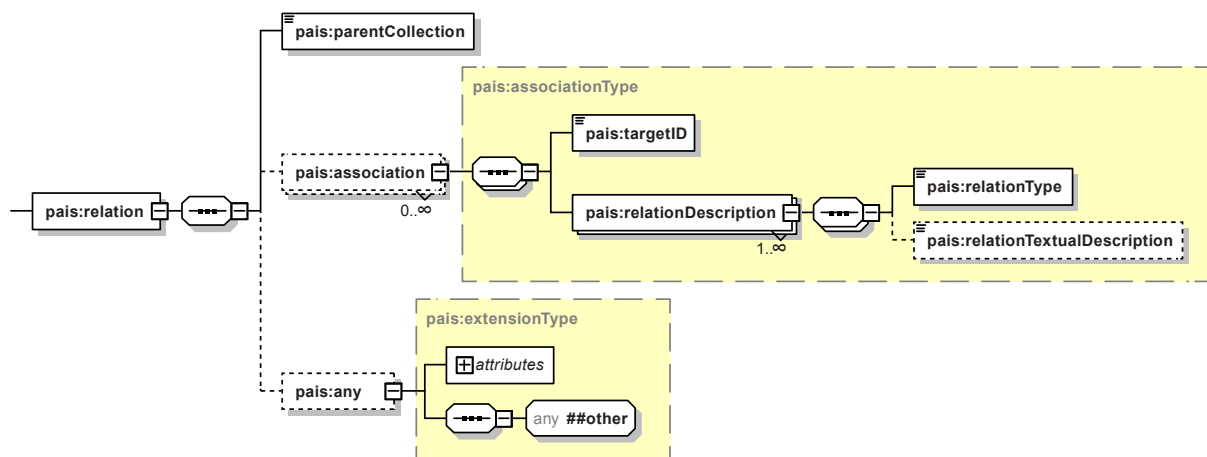 pais:parentCollection
pais:associationType
pais:targetID
pais:association
0..∞
pais:relationType
pais:relation
pais:relationDescription
1..∞
pais:relationTextualDescription
pais:extensionType
attributes
pais:any
any ##other